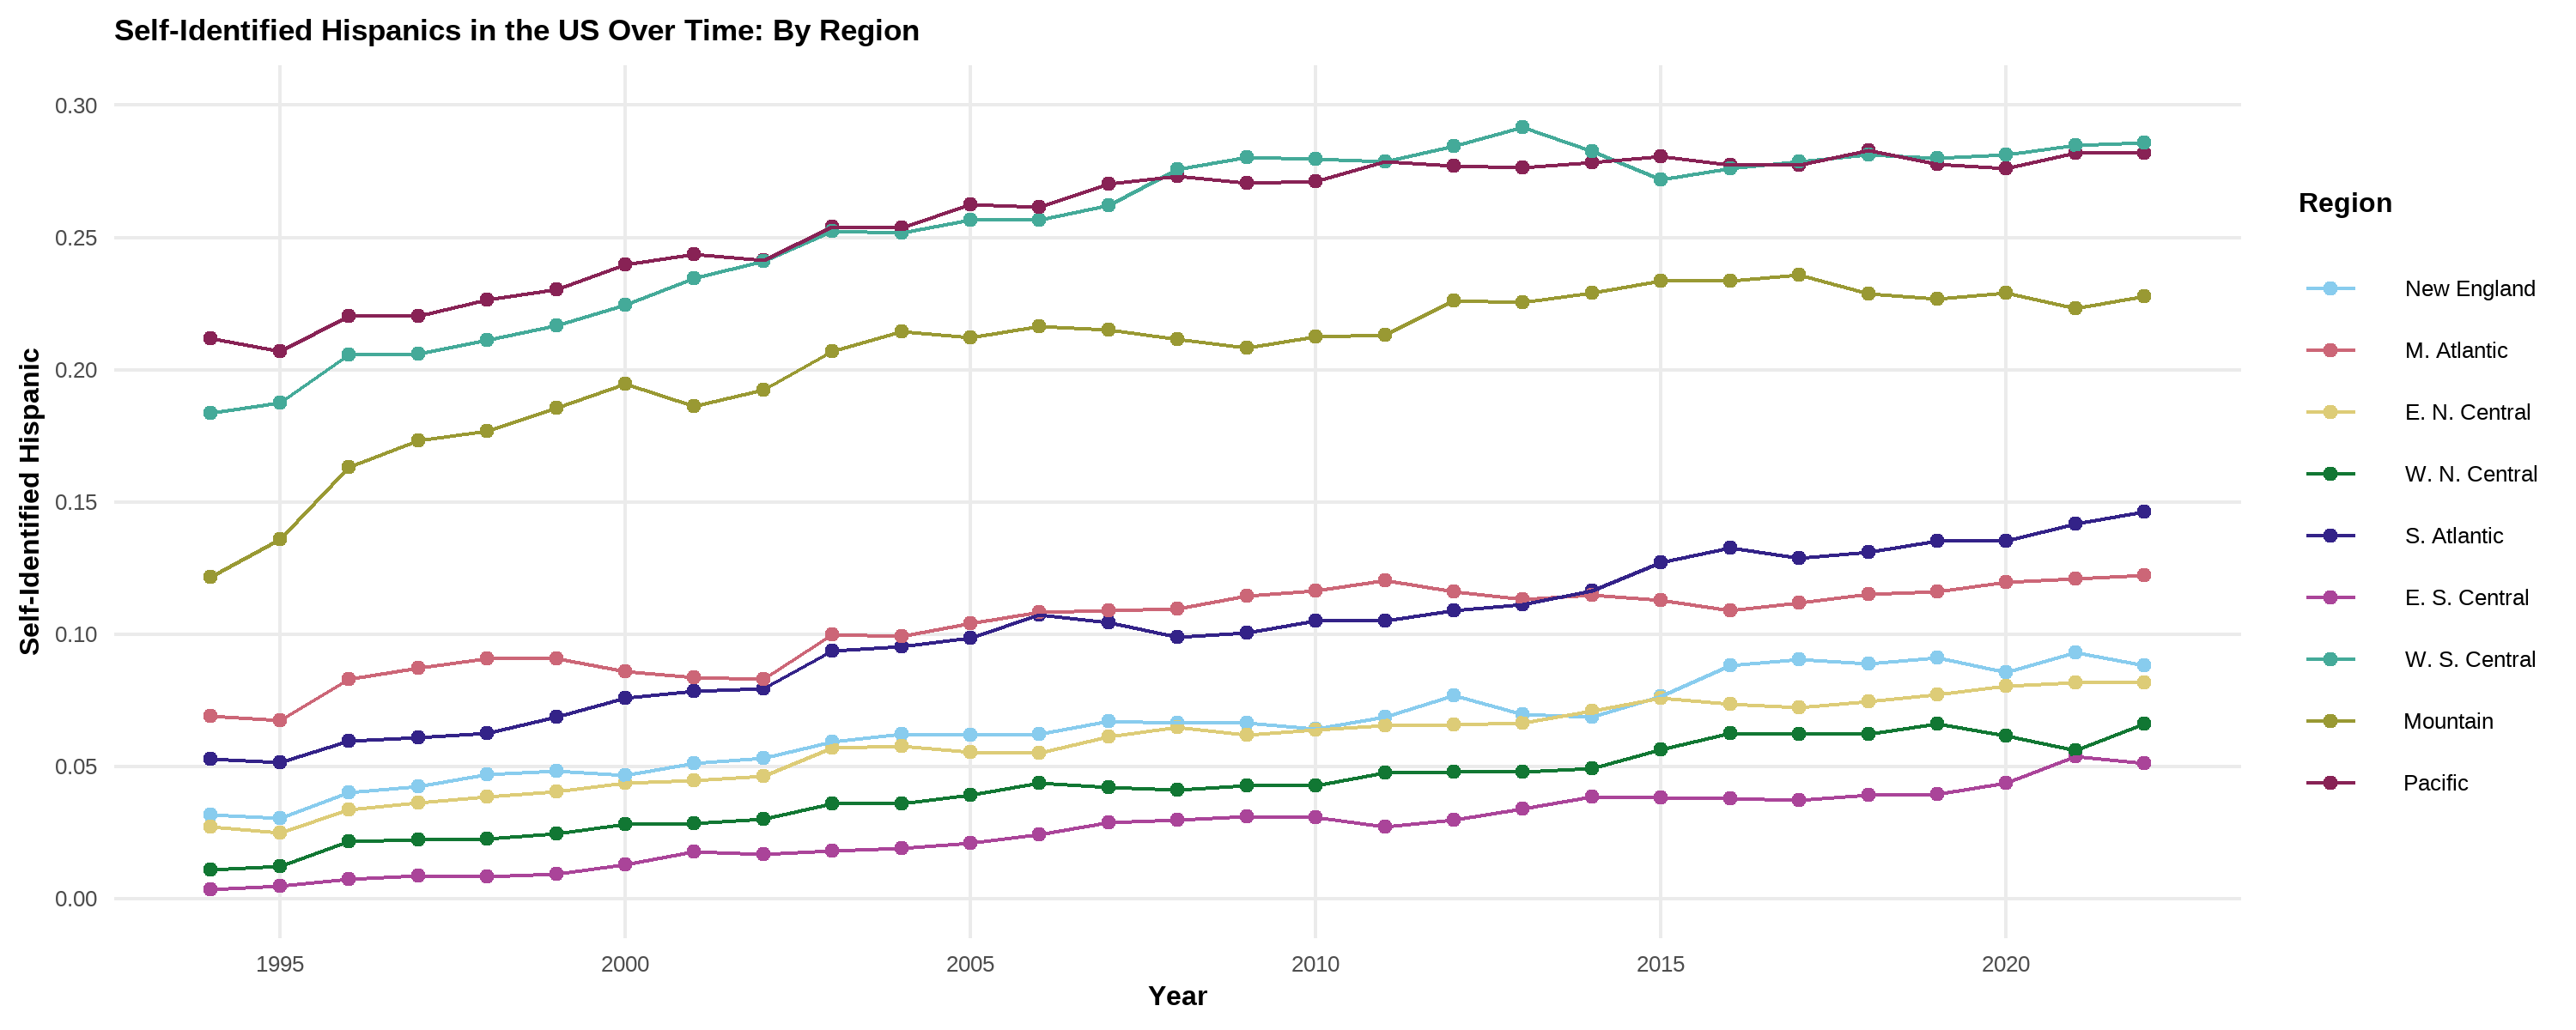 Self-Identified Hispanics in the US Over Time: By Region
0.30
0.25
0.20
0.15
0.10
0.05
0.00
Self-Identified Hispanic
1995
2000
2005
2010
2015
2020
Year
Region
New England
M. Atlantic
E. N. Central
W. N. Central
S. Atlantic
E. S. Central
W. S. Central
Mountain
Pacific